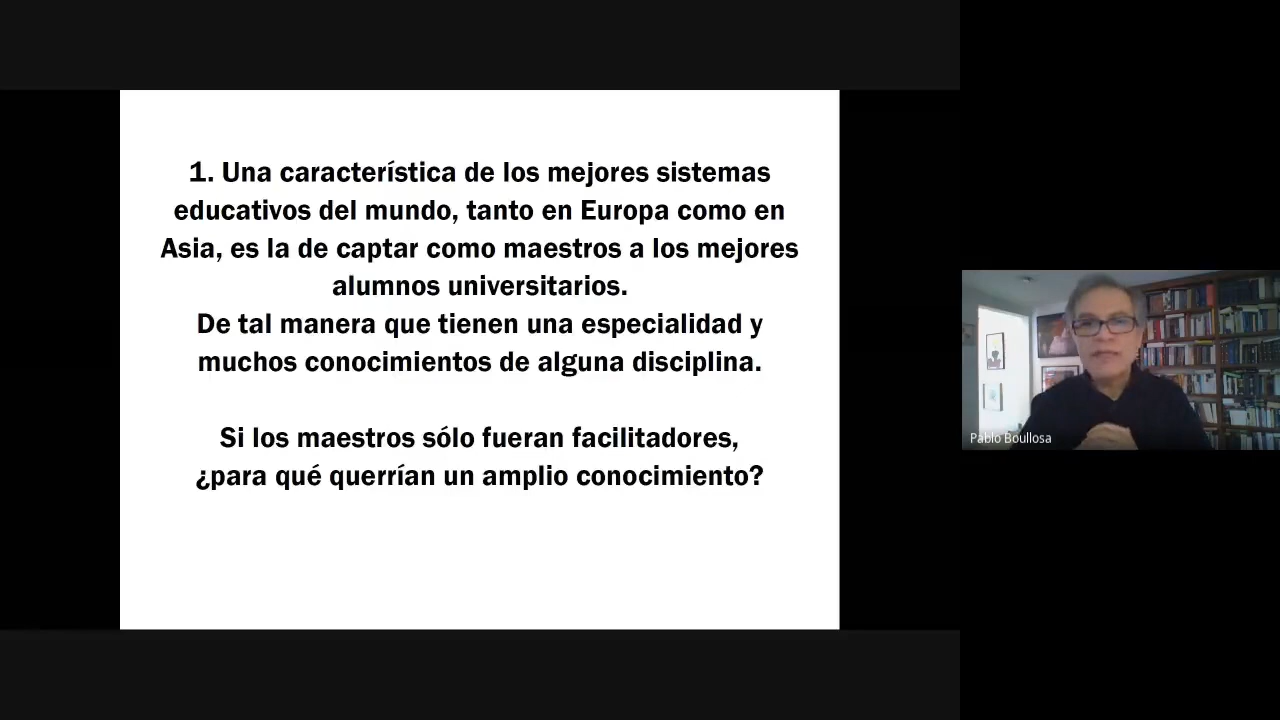 1. Una característica de los mejores sistemas
educativos del mundo, tanto en Europa como en
Asia, es la de captar como maestros a los mejores
alumnos universitarios.
De tal manera que tienen una especialidad y
muchos conocimientos de alguna disciplina.
Si los maestros sólo fueran facilitadores,
¿para qué querrían un amplio conocimiento?
Pablo Boullosa